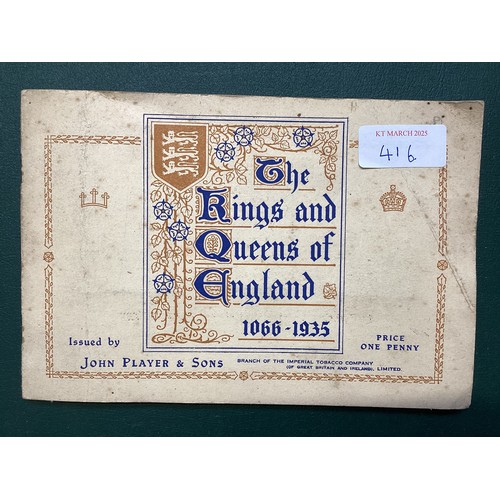 KT MARCH 2025
416
The
Kings and
Queens of
England
1066-1935
Issued by
JOHN PLAYER & SONS
BRANCH OF THE IMPERIAL TOBACCO COMPANY
(OF GREAT BRITAIN AND IRELAND), LIMITED.
PRICE
ONE PENNY